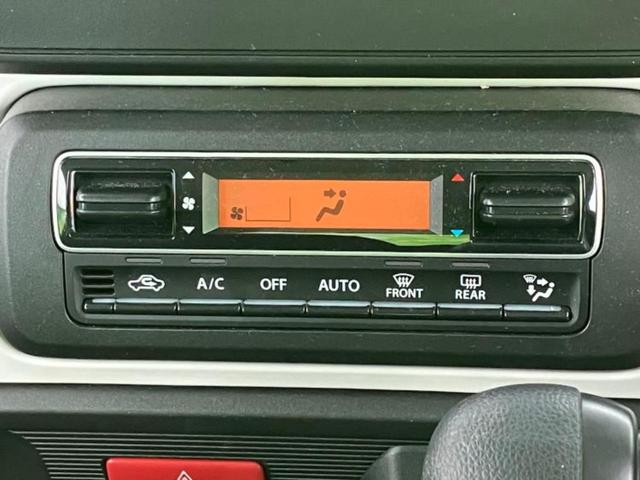 A/C OFF AUTO FRONT REAR